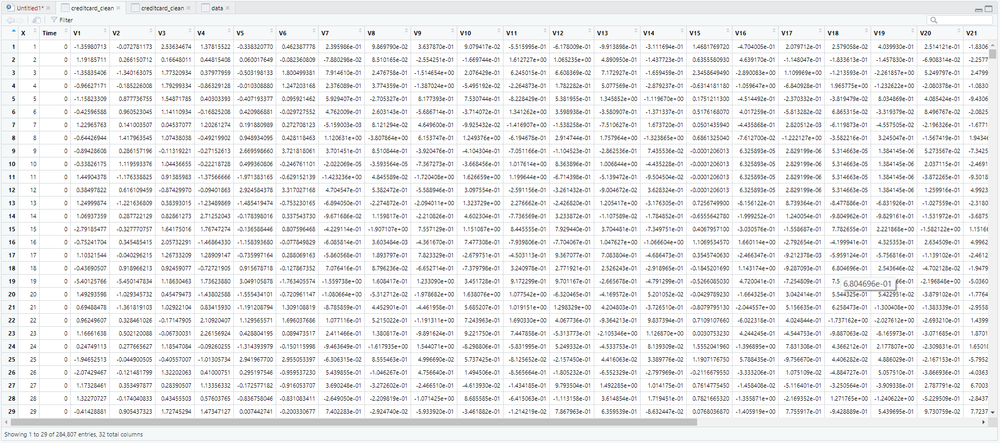 Untitled1* creditcard_clean creditcard_clean data
Filter
X Time V1 V2 V3 V4 V5 V6 V7 V8 V9 V10 V11 V12 V13 V14 V15 V16 V17 V18 V19 V20 V21
1 1 0 -1.35980713 -0.072781173 2.53634674 1.37815522 -0.338320770 0.462387778 2.395986e-01 9.869790e-02 3.637870e-01 9.079417e-02 -5.515995e-01 -6.178009e-01 -9.913898e-01 -3.111694e-01 1.4681769720 -4.704005e-01 2.079712e-01 2.579058e-02 4.039930e-01 2.514121e-01 -1.8306
2 2 0 1.19185711 0.266150712 0.16648011 0.44815408 0.060017649 -0.082360809 -7.880298e-02 8.510165e-02 -2.554251e-01 -1.669744e-01 1.612727e+00 1.065235e+00 4.890950e-01 -1.437723e-01 0.6355580930 4.639170e-01 -1.148047e-01 -1.833613e-01 -1.457830e-01 -6.908314e-02 -2.2577
3 3 0 -1.35835406 -1.340163075 1.77320934 0.37977959 -0.503198133 1.800499381 7.914610e-01 2.476758e-01 -1.514654e+00 2.076429e-01 6.245015e-01 6.608369e-02 7.172927e-01 -1.659459e-01 2.3458649490 -2.890083e+00 1.109969e+00 -1.213593e-01 -2.261857e+00 5.249797e-01 2.4799
4 4 0 -0.96627171 -0.185226008 1.79299334 -0.86329128 -0.010308880 1.247203168 2.376089e-01 3.774359e-01 -1.387024e+00 -5.495192e-02 -2.264873e-01 1.782282e-01 5.077569e-01 -2.879237e-01 -0.6314181180 -1.059647e+00 -6.840928e-01 1.965775e+00 -1.232622e+00 -2.080378e-01 -1.0830
5 5 0 -1.15823309 0.877736755 1.54871785 0.40303393 -0.407193377 0.095921462 5.929407e-01 -2.705327e-01 8.177393e-01 7.530744e-01 -8.228429e-01 5.381955e-01 1.345852e+00 -1.119670e+00 0.1751211300 -4.514492e-01 -2.370332e-01 -3.819479e-02 8.034869e-01 4.085424e-01 -9.4306
6 6 0 -0.42596588 0.960523045 1.14110934 -0.16825208 0.420986881 -0.029727552 4.762009e-01 2.603143e-01 -5.686714e-01 -3.714072e-01 1.341262e+00 3.598938e-01 -3.580907e-01 -1.371337e-01 0.5176168070 4.017259e-01 -5.813282e-02 6.865315e-02 -3.319379e-02 8.496767e-02 -2.0825
7 7 0 1.22965763 0.141003507 0.04537077 1.20261274 0.191880989 0.272708123 -5.159003e-03 8.121294e-02 4.649600e-01 -9.925432e-02 -1.416907e+00 -1.538258e-01 -7.510627e-01 1.673720e-01 0.0501435940 -4.435868e-01 2.820512e-03 -6.119873e-01 -4.557505e-02 -2.196326e-01 -1.6771
8 8 0 -0.64426944 1.417963545 1.07438038 -0.49219902 0.948934095 0.428118463 1.120631e+00 -3.807864e+00 6.153747e-01 1.249376e+00 -6.194678e-01 2.914744e-01 1.757964e+00 -1.323865e+00 0.6861325040 -7.612700e-02 -1.222127e+00 -3.582216e-01 3.245047e-01 -1.567419e-01 1.94346
9 9 0 -0.89428608 0.286157196 -0.11319221 -0.27152613 2.669598660 3.721818061 3.701451e-01 8.510844e-01 -3.920476e-01 -4.104304e-01 -7.051166e-01 -1.104523e-01 -2.862536e-01 7.435536e-02 -0.0001206013 6.325893e-05 2.829199e-06 5.314663e-05 1.384145e-06 5.273567e-02 -7.3425
10 10 0 -0.33826175 1.119593376 1.04436655 -0.22218728 0.499360806 -0.246761101 -2.022069e-05 -3.593564e-05 -7.367273e-01 -3.668456e-01 1.017614e+00 8.363896e-01 1.006844e+00 -4.435228e-01 -0.0001206013 6.325893e-05 2.829199e-06 5.314663e-05 1.384145e-06 2.037115e-01 -2.4691
11 11 0 1.44904378 -1.176338825 0.91385983 -1.37566666 -1.971383165 -0.629152139 -1.423236e+00 4.845589e-02 -1.720408e+00 1.626659e+00 1.199644e+00 -6.714398e-01 -5.139472e-01 -9.504504e-02 -0.0001206013 6.325893e-05 2.829199e-06 5.314663e-05 1.384145e-06 -3.872265e-01 -9.3018
12 12 0 0.38497822 0.616109459 -0.87429970 -0.09401863 2.924584378 3.317027168 4.704547e-01 5.382472e-01 -5.588946e-01 3.097554e-01 -2.591156e-01 -3.261432e-01 -9.004672e-02 3.628324e-01 -0.0001206013 6.325893e-05 2.829199e-06 5.314663e-05 1.384145e-06 1.259916e-01 4.9923
13 13 0 1.24999874 -1.221636809 0.38393015 -1.23489869 -1.485419474 -0.753230165 -6.894050e-01 -2.274872e-01 -2.094011e+00 1.323729e+00 2.276662e-01 -2.426820e-01 1.205417e+00 -3.176305e-01 0.7256749900 -8.156122e-01 8.739364e-01 -8.477886e-01 -6.831926e-01 -1.027559e-01 -2.3180
14 14 0 1.06937359 0.287722129 0.82861273 2.71252043 -0.178398016 0.337543730 -9.671686e-02 1.159817e-01 -2.210826e-01 4.602304e-01 -7.736569e-01 3.233872e-01 -1.107589e-02 -1.784852e-01 -0.6555642780 -1.999252e-01 1.240054e-01 -9.804962e-01 -9.829161e-01 -1.531972e-01 -3.6875
15 15 0 -2.79185477 -0.327770757 1.64175016 1.76747274 -0.136588446 0.807596468 -4.229114e-01 -1.907107e+00 7.557129e-01 1.151087e+00 8.445555e-01 7.929440e-01 3.704481e-01 -7.349751e-01 0.4067957100 -3.030576e-01 -1.558687e-01 7.782655e-01 2.221868e+00 -1.582122e+00 1.15166
16 16 0 -0.75241704 0.345485415 2.05732291 -1.46864330 -1.158393680 -0.077849829 -6.085814e-01 3.603484e-03 -4.361670e-01 7.477308e-01 -7.939806e-01 -7.704067e-01 1.047627e+00 -1.066604e+00 1.1069534570 1.660114e+00 -2.792654e-01 -4.199941e-01 4.325353e-01 2.634509e-01 4.9962
17 17 0 1.10321544 -0.040296215 1.26733209 1.28909147 -0.735997164 0.288069163 -5.860568e-01 1.893797e-01 7.823329e-01 -2.679751e-01 -4.503113e-01 9.367077e-01 7.083804e-01 -4.686473e-01 0.3545740630 -2.466347e-01 -9.212378e-03 -5.959124e-01 -5.756816e-01 -1.139102e-01 -2.4612
18 18 0 -0.43690507 0.918966213 0.92459077 -0.72721905 0.915678718 -0.127867352 7.076416e-01 8.796236e-02 -6.652714e-01 -7.379798e-01 3.240978e-01 2.771921e-01 2.526243e-01 -2.918965e-01 -0.1845201690 1.143174e+00 -9.287093e-01 6.804696e-01 2.543646e-02 -4.702128e-02 -1.9479
19 19 0 -5.40125766 -5.450147834 1.18630463 1.73623880 3.049105878 -1.763405574 -1.559738e+00 1.608417e-01 1.233090e+00 3.451728e-01 9.172299e-01 9.701167e-01 -2.665678e-01 -4.791299e-01 -0.5266085030 4.720041e-01 -7.254809e-01 7.5 6.804696e-01 66e-01 -2.196848e+00 -5.0360
20 20 0 1.49293598 -1.029345732 0.45479473 -1.43802588 -1.555434101 -0.720961147 -1.080664e+00 -5.312712e-02 -1.978682e+00 1.638076e+00 1.077542e+00 -6.320465e-01 -4.169572e-01 5.201052e-02 -0.0429789230 -1.664325e-01 3.042414e-01 5.544325e-01 5.422951e-02 -3.879102e-01 -1.7764
21 21 0 0.69488478 -1.361819103 1.02922104 0.83415930 -1.191208794 1.309108819 -8.785859e-01 4.452901e-01 -4.461958e-01 5.685207e-01 1.019151e+00 1.298329e+00 4.204803e-01 -3.726510e-01 -0.8079795130 -2.044557e+00 5.156635e-01 6.258473e-01 -1.300408e+00 -1.383339e-01 -2.9558
22 22 0 0.96249607 0.328461026 -0.17147905 2.10920407 1.129565571 1.696037686 1.077116e-01 5.215022e-01 -1.191311e+00 7.243963e-01 1.690330e+00 4.067736e-01 -9.364213e-01 9.837394e-01 0.7109107660 -6.022318e-01 4.024844e-01 -1.737162e+00 -2.027612e+00 -2.693210e-01 1.4399
23 23 0 1.16661638 0.502120088 -0.06730031 2.26156924 0.428804195 0.089473517 2.411466e-01 1.380817e-01 -9.891624e-01 9.221750e-01 7.447858e-01 -5.313773e-01 -2.105346e+00 1.126870e+00 0.0030753230 4.244245e-01 -4.544753e-01 -9.887063e-02 -8.165973e-01 -3.071685e-01 1.8701
24 24 0 0.24749113 0.277665627 1.18547084 -0.09260255 -1.314393979 -0.150115998 -9.463649e-01 -1.617935e+00 1.544071e+00 -8.298806e-01 -5.831995e-01 5.249332e-01 -4.533753e-01 8.139309e-02 1.5552041960 -1.396895e+00 7.831308e-01 4.366212e-01 2.177807e+00 -2.309831e-01 1.65018
25 25 0 -1.94652513 -0.044900505 -0.40557007 -1.01305734 2.941967700 2.955053397 -6.306315e-02 8.555463e-01 4.996690e-02 5.737425e-01 -8.125652e-02 -2.157450e-01 4.416063e-02 3.389776e-02 1.1907176750 5.788435e-01 -9.756670e-01 4.406282e-02 4.886029e-01 -2.167153e-01 -5.7952
26 26 0 -2.07429467 -0.121481799 1.32202063 0.41000751 0.295197546 -0.959537230 5.439855e-01 -1.046267e-01 4.756640e-01 1.494506e-01 -8.565664e-01 -1.805232e-01 -6.552329e-01 -2.797969e-01 -0.2116679550 -3.333206e-01 1.075109e-02 -4.884727e-01 5.057510e-01 -3.866936e-01 -4.0363
27 27 0 1.17328461 0.353497877 0.28390507 1.13356332 -0.172577182 -0.916053707 3.690248e-01 -3.272602e-01 -2.466510e-01 -4.613930e-02 -1.434185e-01 9.793504e-01 1.492285e+00 1.014175e-01 0.7614775450 -1.458408e-02 -5.116401e-01 -3.250564e-01 -3.909338e-01 2.787791e-02 6.7003
28 28 0 1.32270727 -0.174040833 0.43455503 0.57603765 -0.836758046 -0.831083411 -2.649050e-01 -2.209819e-01 -1.071425e+00 8.685585e-01 -6.415063e-01 -1.113158e-01 3.614854e-01 1.719451e-01 0.7821665320 -1.355871e+00 -2.169352e-01 1.271765e+00 -1.240622e+00 -5.229509e-01 -2.8437
29 29 0 -0.41428881 0.905437323 1.72745294 1.47347127 0.007442741 -0.200330677 7.402283e-01 -2.924740e-02 -5.933920e-01 -3.461882e-01 -1.214219e-02 7.867963e-01 6.359539e-01 -8.632447e-02 0.0768036870 -1.405919e+00 7.755917e-01 -9.428889e-01 5.439695e-01 9.730759e-02 7.7237
Showing 1 to 29 of 284,807 entries, 32 total columns